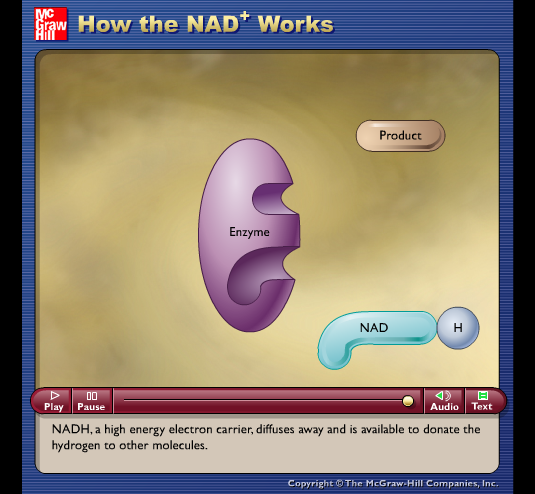 Mc
Graw
Hill
How the NAD+ Works
Product
Enzyme
NAD
H
Play
Pause
Audio
Text
NADH, a high energy electron carrier, diffuses away and is available to donate the
hydrogen to other molecules.
Copyright © The McGraw-Hill Companies, Inc.